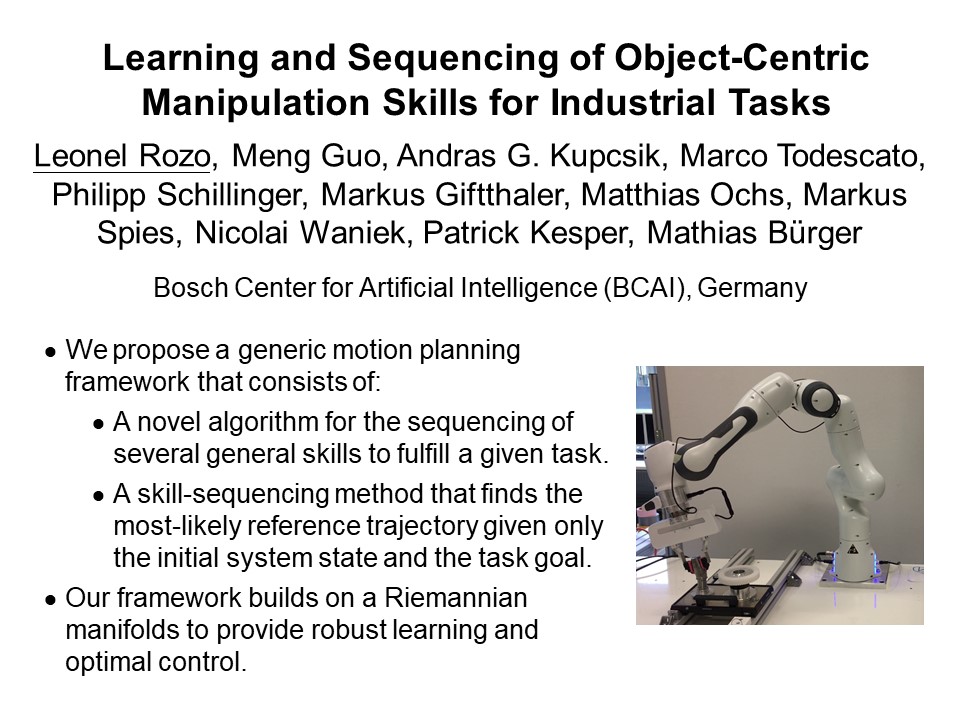 Learning and Sequencing of Object-Centric
Manipulation Skills for Industrial Tasks
Leonel Rozo, Meng Guo, Andras G. Kupcsik, Marco Todescato,
Philipp Schillinger, Markus Giftthaler, Matthias Ochs, Markus
Spies, Nicolai Waniek, Patrick Kesper, Mathias Bürger
Bosch Center for Artificial Intelligence (BCAI), Germany
• We propose a generic motion planning
framework that consists of:
• A novel algorithm for the sequencing of
several general skills to fulfill a given task.
• A skill-sequencing method that finds the
most-likely reference trajectory given only
the initial system state and the task goal.
• Our framework builds on a Riemannian
manifolds to provide robust learning and
optimal control.